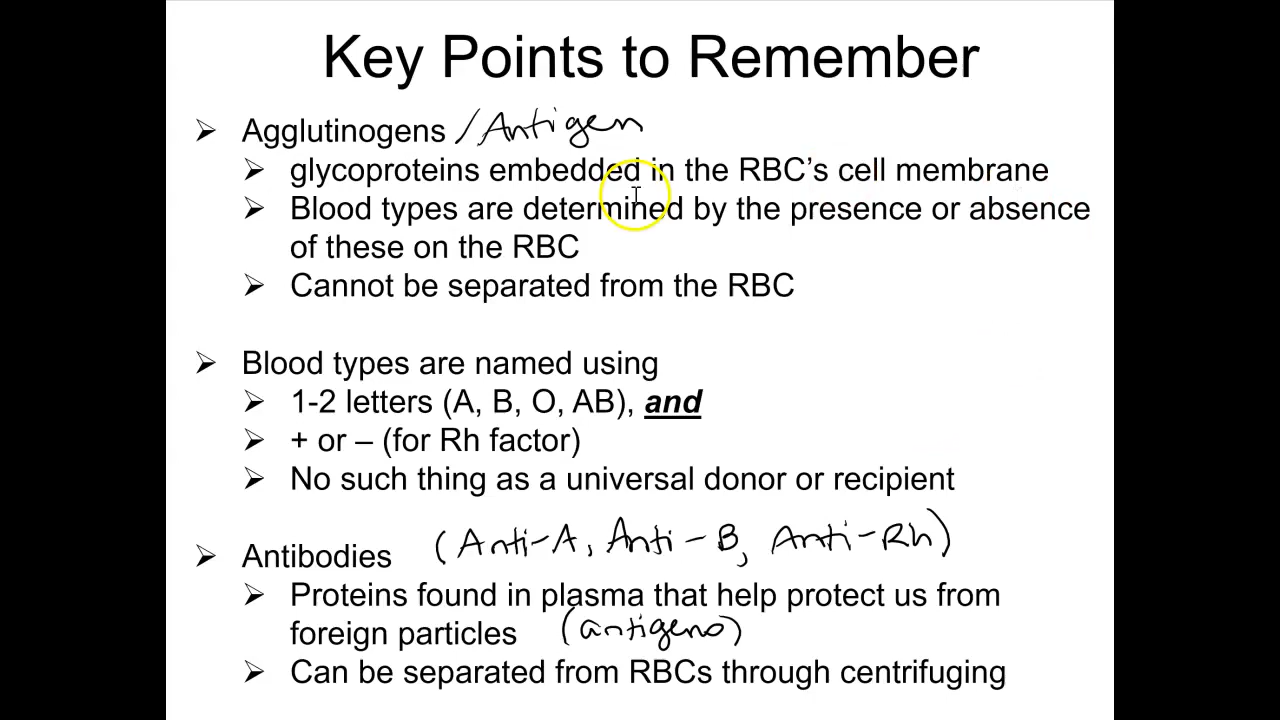 Key Points to Remember
➢ Agglutinogens /Antigen
➢ glycoproteins embedded in the RBC’s cell membrane
➢ Blood types are determined by the presence or absence
of these on the RBC
➢ Cannot be separated from the RBC
➢ Blood types are named using
➢ 1-2 letters (A, B, O, AB), and
➢ + or – (for Rh factor)
➢ No such thing as a universal donor or recipient
➢ Antibodies (Anti-A, Anti-B, Anti-Rh)
➢ Proteins found in plasma that help protect us from
foreign particles (antigens)
➢ Can be separated from RBCs through centrifuging